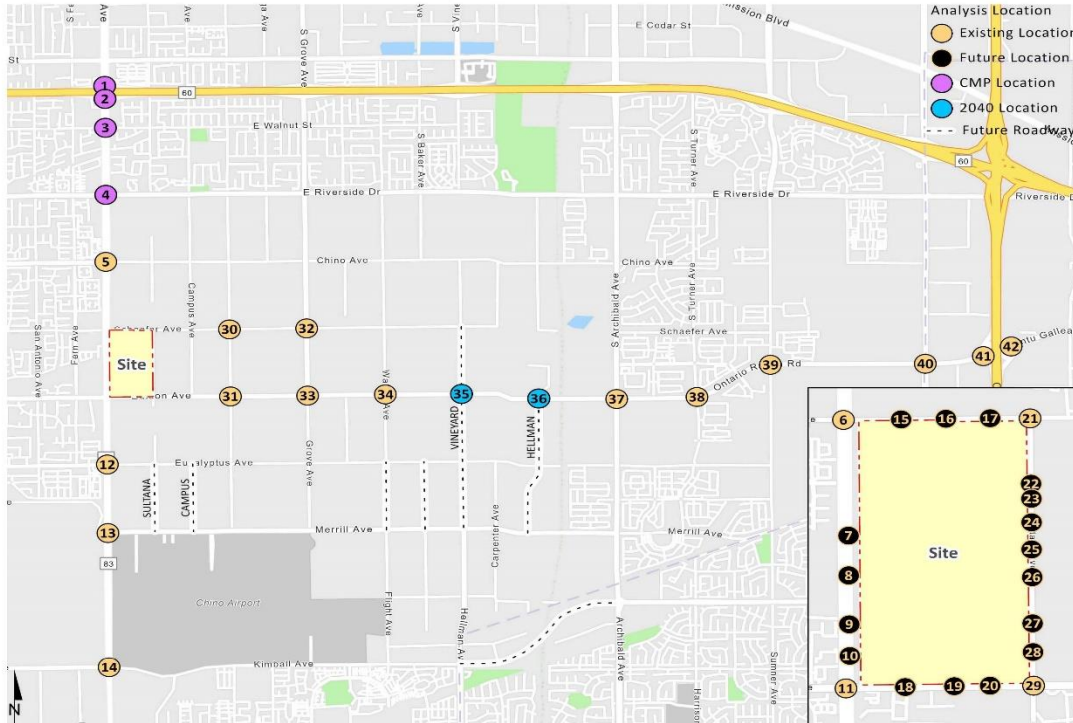 Analysis Location
Existing Location
Future Location
CMP Location
2040 Location
Future Roadway
E Cedar St
S Grove Ave
Ave
St
1
2
60
3
E Walnut St
S Baker Ave
S Turner Ave
60
4
E Riverside Dr
E Riverside Dr
Riverside D
5
Chino Ave
Chino Ave
Campus Ave
S Archibald Ave
S Turner Ave
San Antonio Ave
Fern Ave
Schaefer Ave
30
32
Schaefer Ave
Site
39
Rd
40
41
42
31
33
34
35
36
37
38
Ontario
VINEYARD
HELLMAN
12
Eucalyptus Ave
SULTANA
CAMPUS
Grove Ave
13
Merrill Ave
Carpenter Ave
Merrill Ave
83
Chino Airport
Flight Ave
Hellman Av
Archibald Ave
Sumner Ave
14
Kimball Ave
Harrison
N
6
15
16
17
21
22
23
24
7
Site
25
8
26
9
27
10
28
11
18
19
20
29